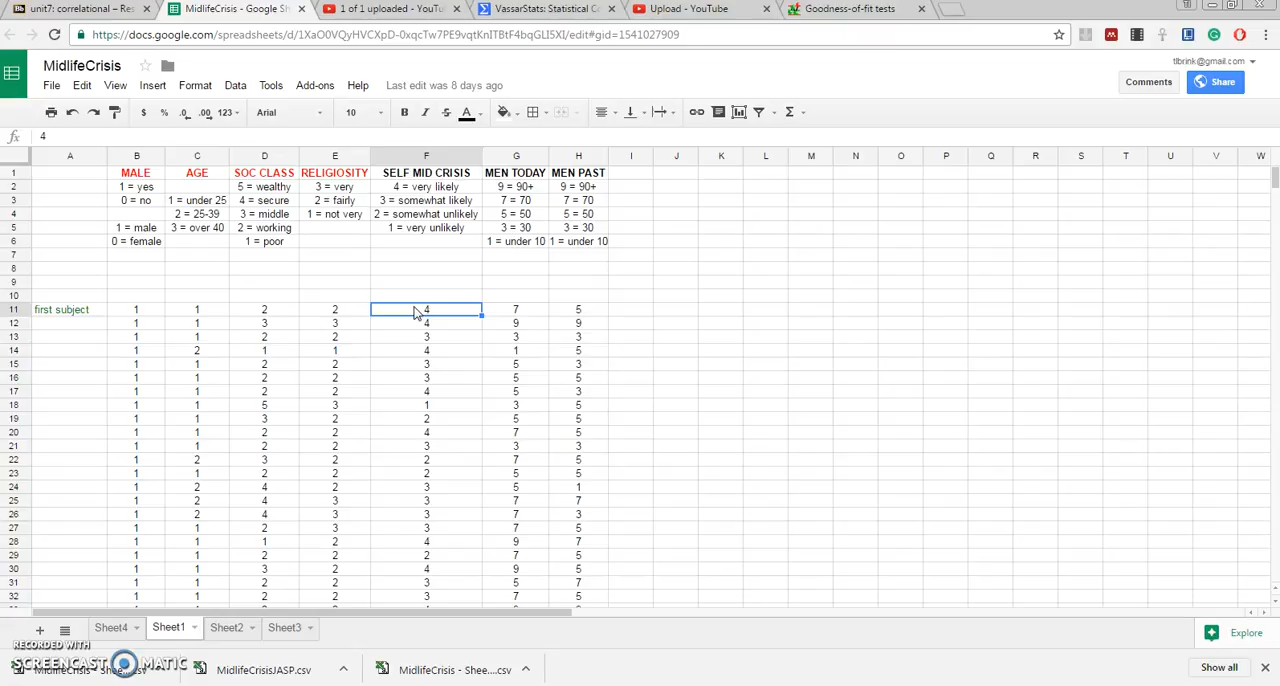 unit7: correlational – R
MidlifeCrisis - Google Sh
1 of 1 uploaded - YouTu
VassarStats: Statistical C
Upload - YouTube
Goodness-of-fit tests
https://docs.google.com/spreadsheets/d/1XaO0VQyHVCXpD-0xqcTw7PE9vqtKnITBtF4bqGLI5XI/edit#gid=1541027909
MidlifeCrisis
tlbrink@gmail.com
File Edit View Insert Format Data Tools Add-ons Help Last edit was 8 days ago
Comments Share
$ % .0 .00 123 Arial 10 B I S A Σ
fx 4
A B C D E F G H I J K L M N O P Q R S T U V W
1 MALE AGE SOC CLASS RELIGIOSITY SELF MID CRISIS MEN TODAY MEN PAST
2 1 = yes 5 = wealthy 3 = very 4 = very likely 9 = 90+ 9 = 90+
3 0 = no 1 = under 25 4 = secure 2 = fairly 3 = somewhat likely 7 = 70 7 = 70
4 2 = 25-39 3 = middle 1 = not very 2 = somewhat unlikely 5 = 50 5 = 50
5 1 = male 3 = over 40 2 = working 1 = very unlikely 3 = 30 3 = 30
6 0 = female 1 = poor 1 = under 10 1 = under 10
7
8
9
10
11 first subject 1 1 2 2 4 7 5
12 1 1 3 3 4 9 9
13 1 1 2 2 3 3 3
14 1 2 1 1 4 1 5
15 1 1 2 2 3 5 3
16 1 1 2 2 3 5 5
17 1 1 2 2 4 5 3
18 1 1 5 3 1 3 5
19 1 1 3 2 2 5 5
20 1 1 2 2 4 7 5
21 1 1 2 2 3 3 3
22 1 2 3 2 2 7 5
23 1 1 2 2 2 5 5
24 1 2 4 2 3 5 1
25 1 2 4 3 3 7 7
26 1 2 4 3 3 7 3
27 1 1 2 3 3 7 5
28 1 1 1 2 4 9 7
29 1 1 2 2 2 7 5
30 1 1 3 2 4 9 5
31 1 1 2 2 3 5 7
32 1 1 2 2 3 7 5
Sheet4 Sheet1 Sheet2 Sheet3
Explore
RECORDED WITH
SCREENCAST MATIC
MidlifeCrisisJASP.csv
MidlifeCrisis - Shee....csv
Show all